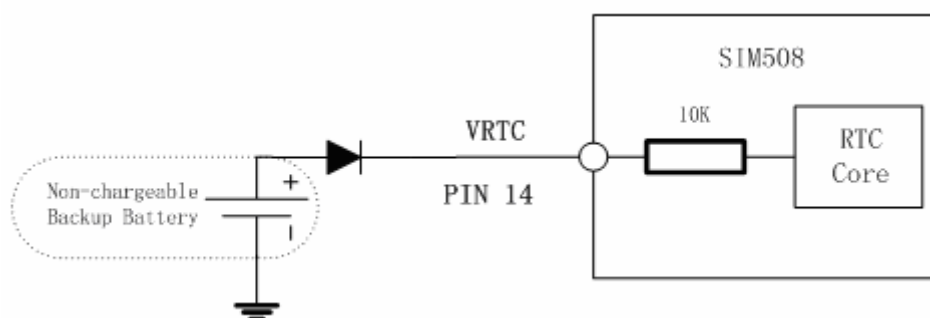 SIM508
10K
VRTC
RTC
Core
Non-chargeable
Backup Battery
+
PIN 14